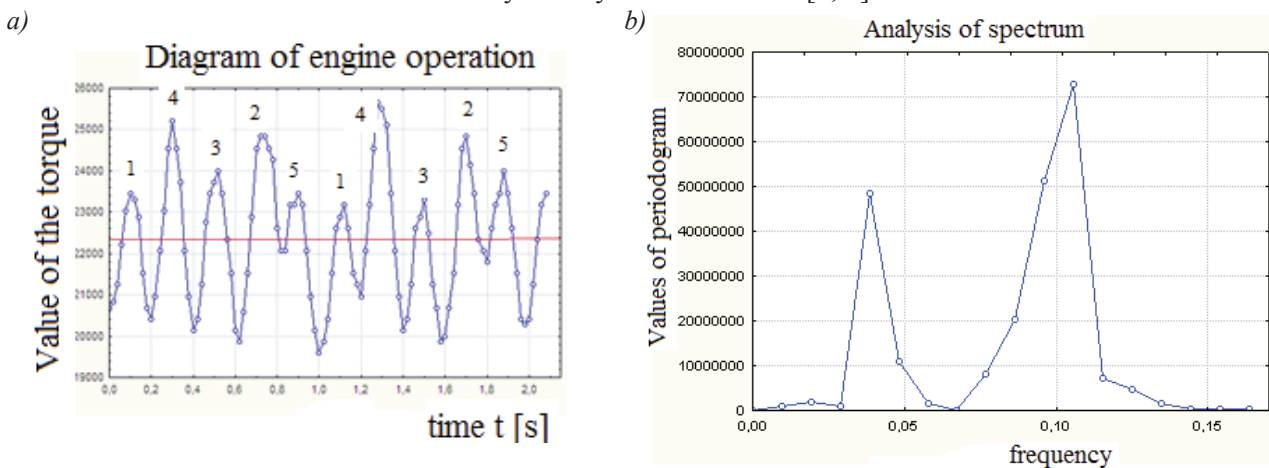 a)
Diagram of engine operation
Value of the torque
26000
25000
24000
23000
22000
21000
20000
19000
1
4
3
2
5
1
4
3
2
5
0,0 0,2 0,4 0,6 0,8 1,0 1,2 1,4 1,6 1,8 2,0
time t [s]
b)
Analysis of spectrum
Values of periodogram
80000000
70000000
60000000
50000000
40000000
30000000
20000000
10000000
0
0,00 0,05 0,10 0,15
frequency